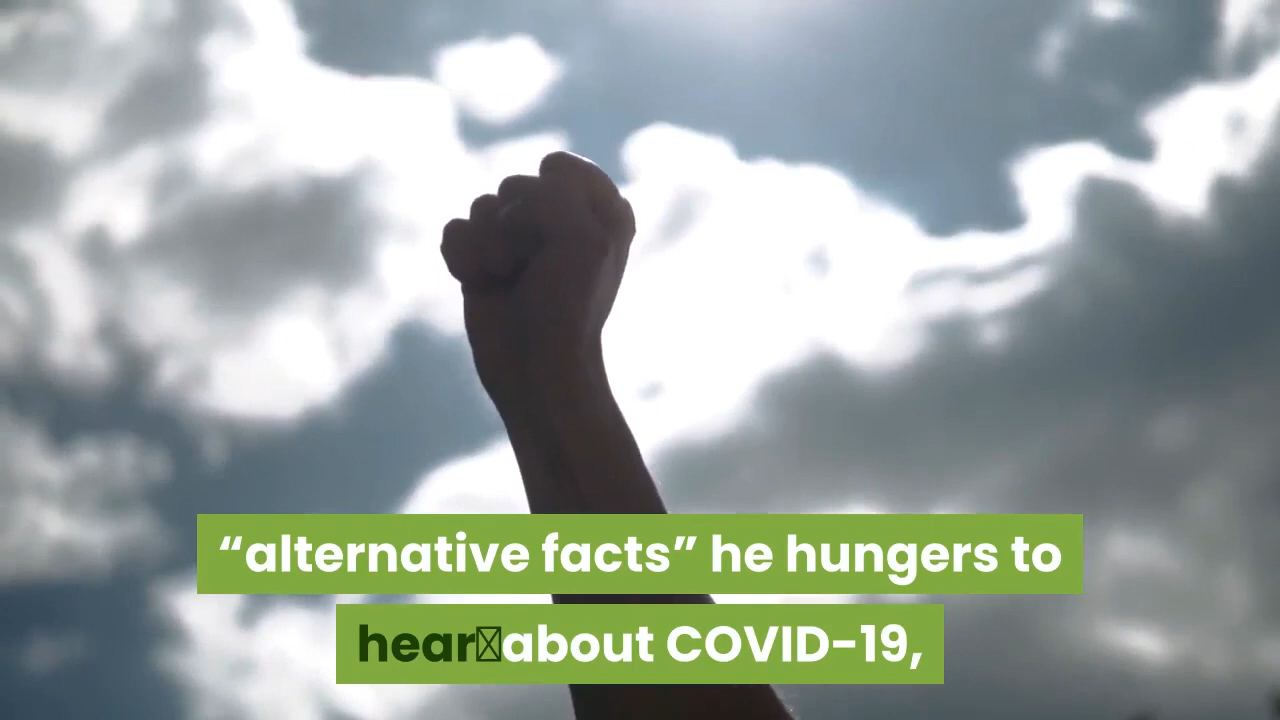 “alternative facts” he hungers to
hear about COVID-19,